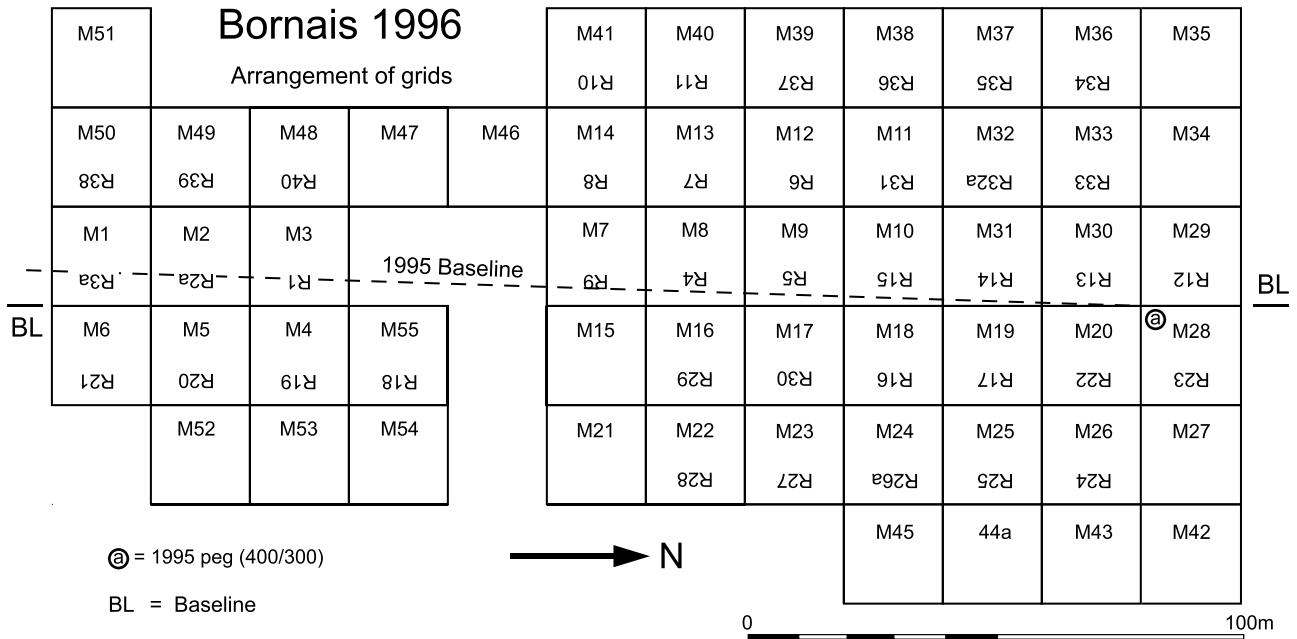 Bornais 1996
Arrangement of grids
M51 M41 M40 M39 M38 M37 M36 M35
R10 R11 R37 R36 R35 R34
M50 M49 M48 M47 M46 M14 M13 M12 M11 M32 M33 M34
R38 R39 R40 R8 R7 R6 R31 R32a R33
M1 M2 M3 M7 M8 M9 M10 M31 M30 M29
1995 Baseline
R3a R2a R1 R9 R4 R5 R15 R14 R13 R12
BL BL
M6 M5 M4 M55 M15 M16 M17 M18 M19 M20 a M28
R21 R20 R19 R18 R29 R30 R16 R17 R22 R23
M52 M53 M54 M21 M22 M23 M24 M25 M26 M27
R28 R27 R26a R25 R24
M45 44a M43 M42
a = 1995 peg (400/300)
N
BL = Baseline
0 100m